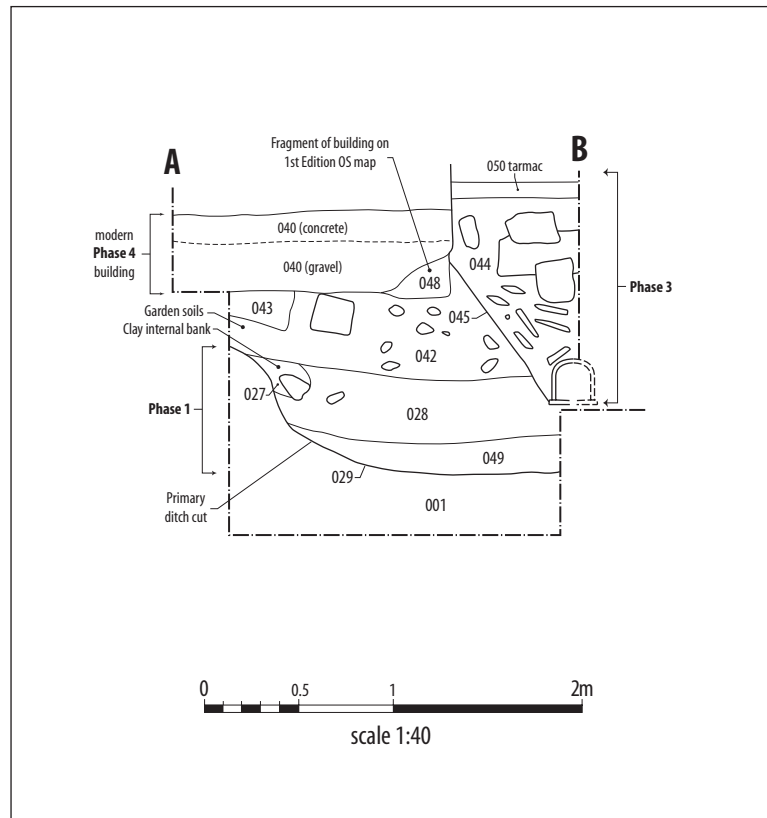 A
Fragment of building on
1st Edition OS map
B
050 tarmac
modern
Phase 4
building
040 (concrete)
040 (gravel)
048
044
Phase 3
043
045
Garden soils
Clay internal bank
042
027
Phase 1
028
049
029
Primary
ditch cut
001
0
0.5
1
2m
scale 1:40